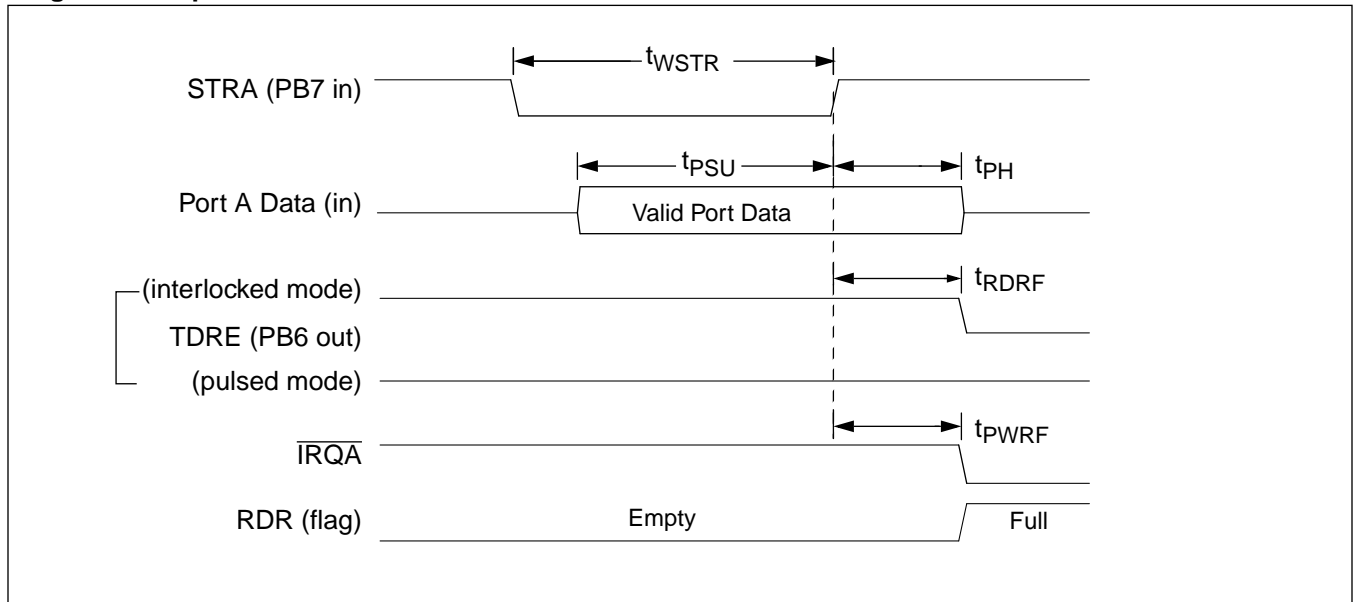 tWSTR
STRA (PB7 in)
tPSU
tPH
Port A Data (in)
Valid Port Data
(interlocked mode)
tRDRF
TDRE (PB6 out)
(pulsed mode)
tPWRF
IRQA
RDR (flag)
Empty
Full